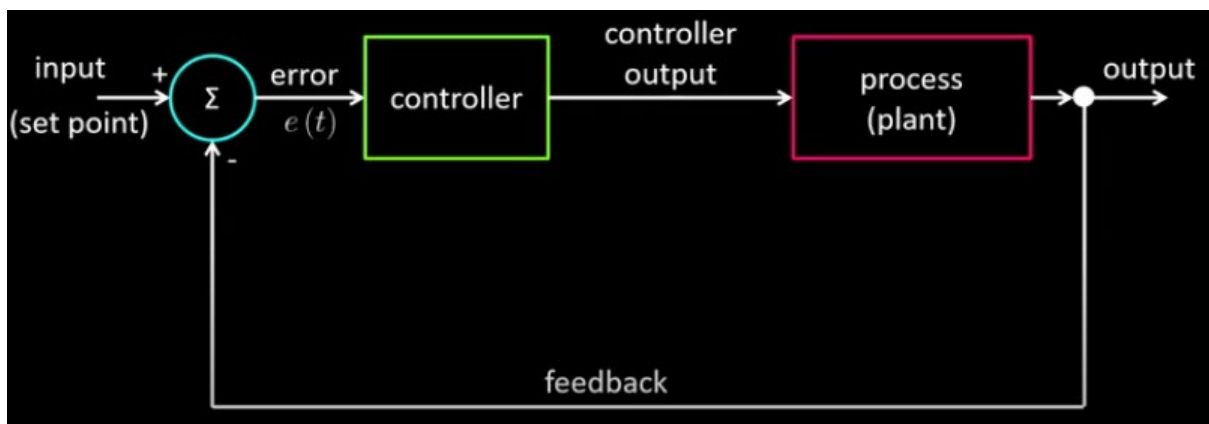 input
(set point)
+
Σ
-
error
e (t)
controller
controller
output
process
(plant)
output
feedback